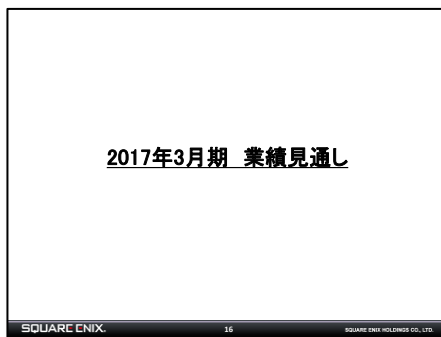 2017年3月期　業績見通し
SQUARE ENIX.
16
SQUARE ENIX HOLDINGS CO., LTD.